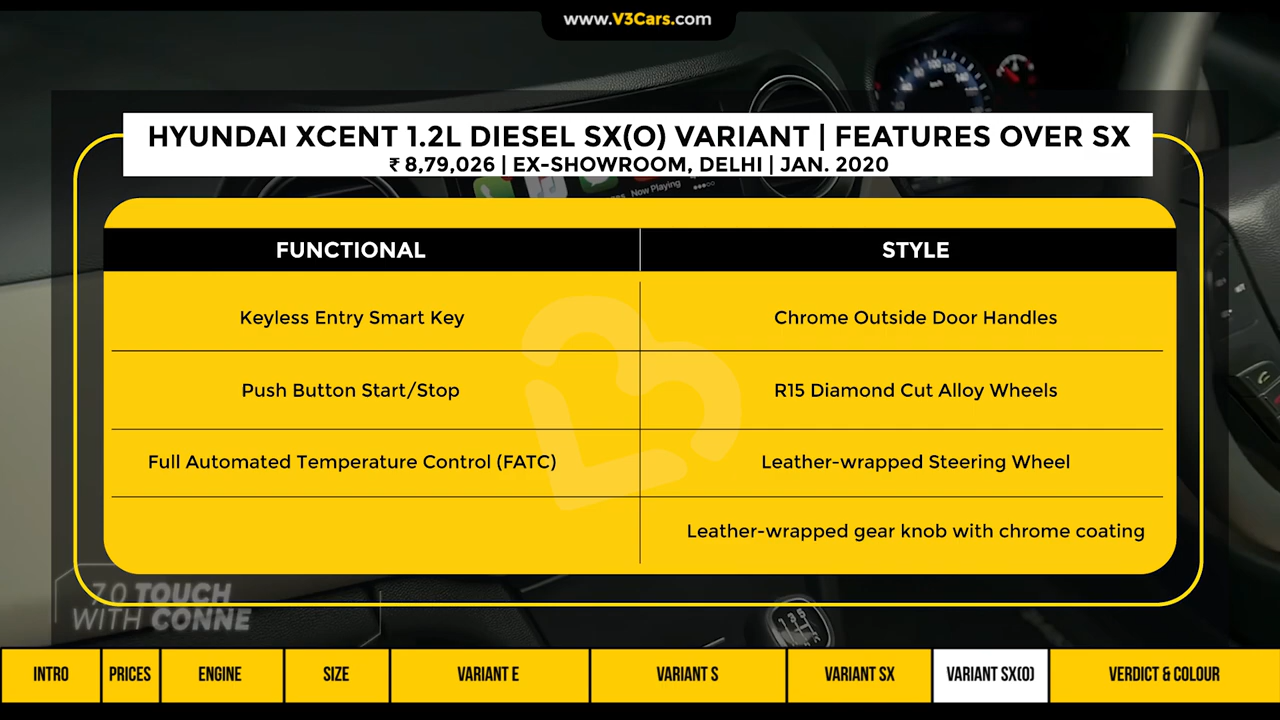 www.V3Cars.com
HYUNDAI XCENT 1.2L DIESEL SX(O) VARIANT | FEATURES OVER SX
₹ 8,79,026 | EX-SHOWROOM, DELHI | JAN. 2020
Now Playing
FUNCTIONAL
STYLE
Keyless Entry Smart Key
Chrome Outside Door Handles
Push Button Start/Stop
R15 Diamond Cut Alloy Wheels
Full Automated Temperature Control (FATC)
Leather-wrapped Steering Wheel
Leather-wrapped gear knob with chrome coating
7.0 TOUCH
WITH CONNE
INTRO
PRICES
ENGINE
SIZE
VARIANT E
VARIANT S
VARIANT SX
VARIANT SX(O)
VERDICT & COLOUR